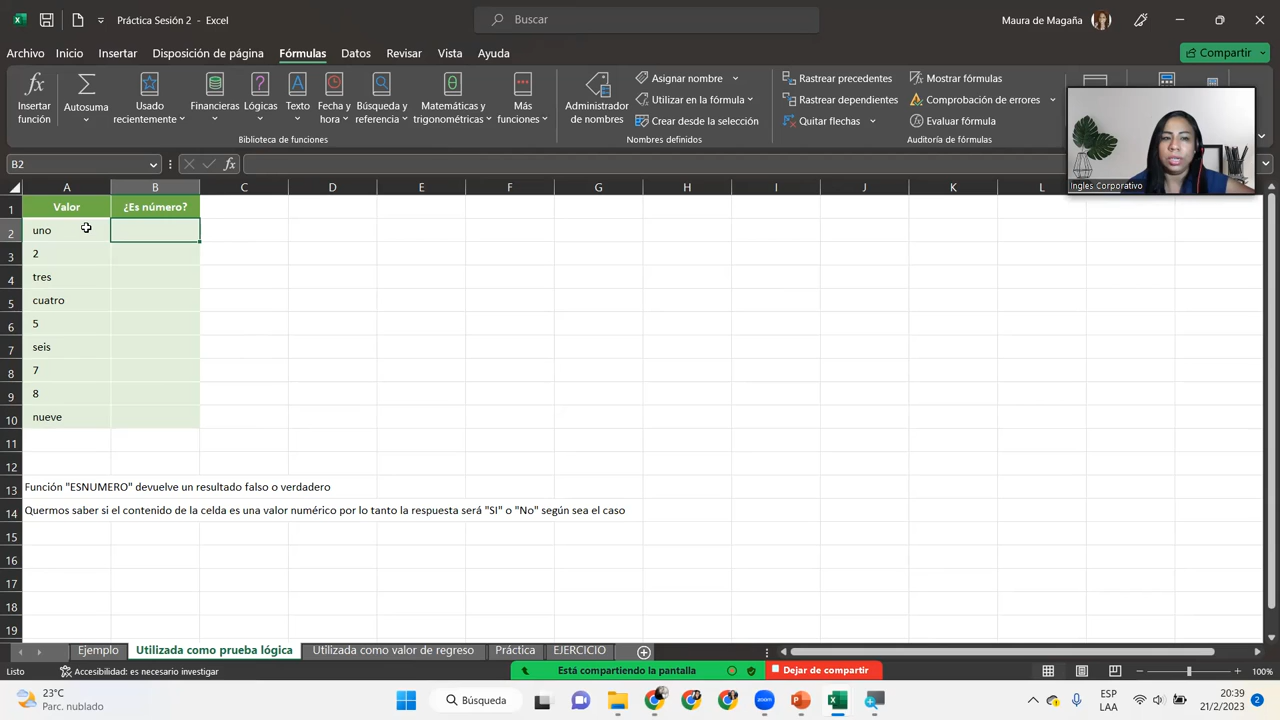 Práctica Sesión 2 - Excel
Buscar
Maura de Magaña
Archivo Inicio Insertar Disposición de página Fórmulas Datos Revisar Vista Ayuda
Compartir
Insertar función
Autosuma
Usado recientemente
Financieras
Lógicas
Texto
Fecha y hora
Búsqueda y referencia
Matemáticas y trigonométricas
Más funciones
Biblioteca de funciones
Administrador de nombres
Asignar nombre
Utilizar en la fórmula
Crear desde la selección
Nombres definidos
Rastrear precedentes
Rastrear dependientes
Quitar flechas
Mostrar fórmulas
Comprobación de errores
Evaluar fórmula
Auditoría de fórmulas
Ingles Corporativo
B2
fx
A B C D E F G H I J K L
1 Valor ¿Es número?
2 uno
3 2
4 tres
5 cuatro
6 5
7 seis
8 7
9 8
10 nueve
11
12
13 Función "ESNUMERO" devuelve un resultado falso o verdadero
14 Quermos saber si el contenido de la celda es una valor numérico por lo tanto la respuesta será "SI" o "No" según sea el caso
15
16
17
18
19
Ejemplo Utilizada como prueba lógica Utilizada como valor de regreso Práctica EJERCICIO
Listo Accesibilidad: es necesario investigar
Está compartiendo la pantalla
Dejar de compartir
100%
23°C
Parc. nublado
Búsqueda
zoom
ESP
LAA
20:39
21/2/2023
2